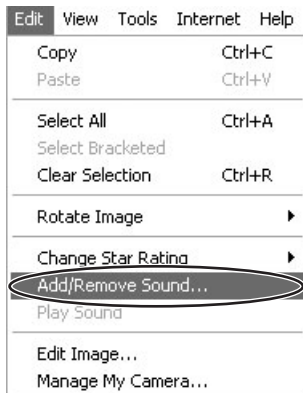 Edit View Tools Internet Help
Copy Ctrl+C
Paste Ctrl+V
Select All Ctrl+A
Select Bracketed
Clear Selection Ctrl+R
Rotate Image
Change Star Rating
Add/Remove Sound...
Play Sound
Edit Image...
Manage My Camera...